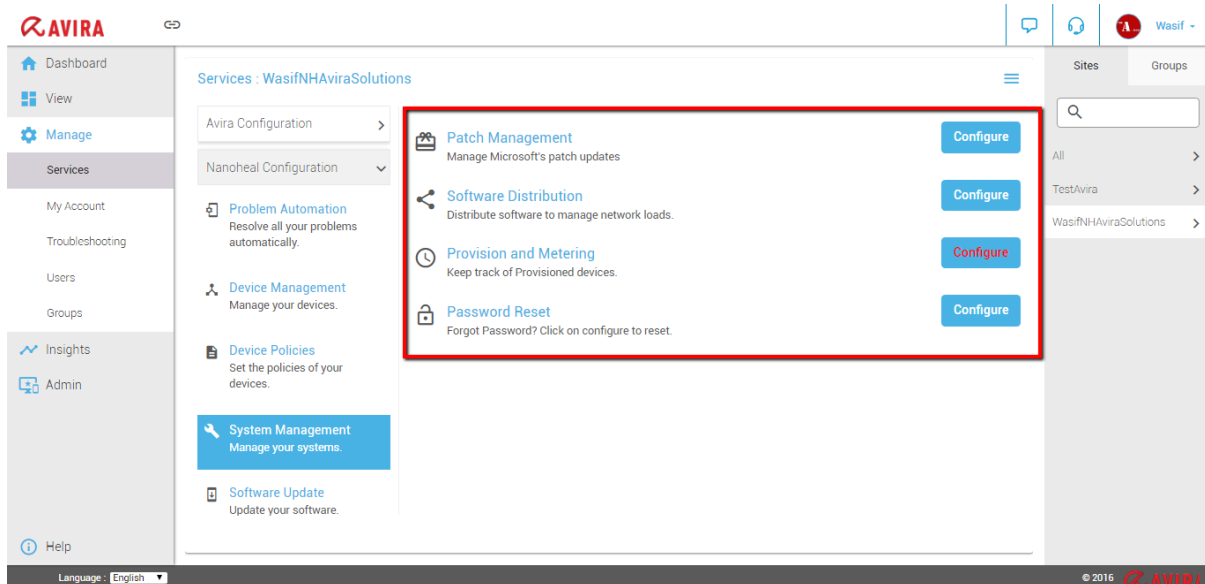 AVIRA
Wasif
Dashboard
View
Manage
Services
My Account
Troubleshooting
Users
Groups
Insights
Admin
Help
Services : WasifNHAviraSolutions
Avira Configuration
Nanoheal Configuration
Problem Automation
Resolve all your problems
automatically.
Device Management
Manage your devices.
Device Policies
Set the policies of your
devices.
System Management
Manage your systems.
Software Update
Update your software.
Patch Management
Manage Microsoft's patch updates
Configure
Software Distribution
Distribute software to manage network loads.
Configure
Provision and Metering
Keep track of Provisioned devices.
Configure
Password Reset
Forgot Password? Click on configure to reset.
Configure
Sites
Groups
All
TestAvira
WasifNHAviraSolutions
Language : English
© 2016 AVIRA